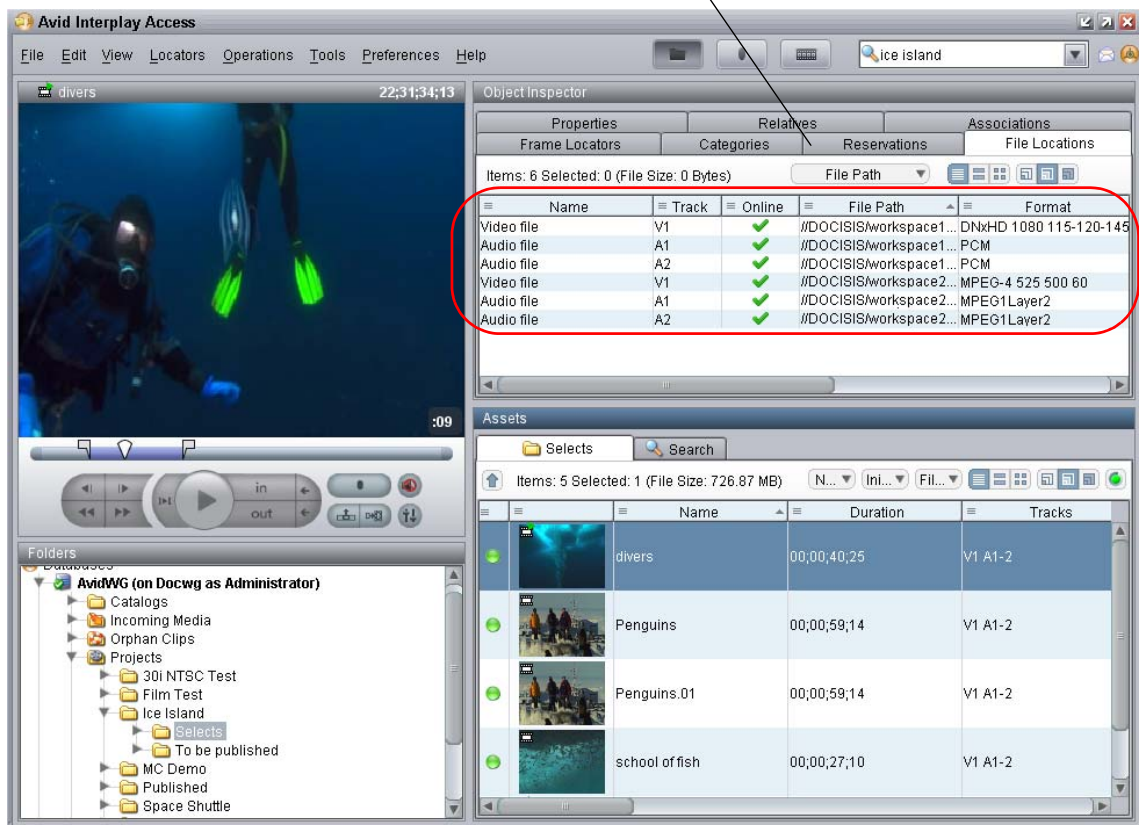 Avid Interplay Access
File Edit View Locators Operations Tools Preferences Help
ice island
divers 22;31;34;13
:09
in
out
Folders
Databases
AvidWG (on Docwg as Administrator)
Catalogs
Incoming Media
Orphan Clips
Projects
30i NTSC Test
Film Test
Ice Island
Selects
To be published
MC Demo
Published
Space Shuttle
Object Inspector
Properties Relatives Associations
Frame Locators Categories Reservations File Locations
Items: 6 Selected: 0 (File Size: 0 Bytes) File Path
Name Track Online File Path Format
Video file V1 //DOCISIS/workspace1... DNxHD 1080 115-120-145
Audio file A1 //DOCISIS/workspace1... PCM
Audio file A2 //DOCISIS/workspace1... PCM
Video file V1 //DOCISIS/workspace2... MPEG-4 525 500 60
Audio file A1 //DOCISIS/workspace2... MPEG1Layer2
Audio file A2 //DOCISIS/workspace2... MPEG1Layer2
Assets
Selects Search
Items: 5 Selected: 1 (File Size: 726.87 MB) N... Ini... Fil...
Name Duration Tracks
divers 00;00;40;25 V1 A1-2
Penguins 00;00;59;14 V1 A1-2
Penguins.01 00;00;59;14 V1 A1-2
school of fish 00;00;27;10 V1 A1-2